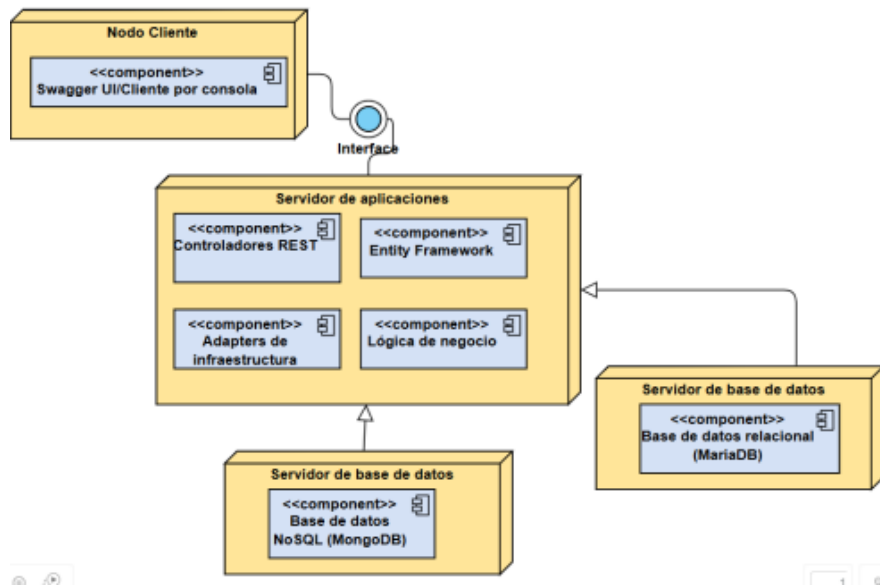 Nodo Cliente
<<component>>
Swagger UI/Cliente por consola
Interface
Servidor de aplicaciones
<<component>>
Controladores REST
<<component>>
Entity Framework
<<component>>
Adapters de
infraestructura
<<component>>
Lógica de negocio
Servidor de base de datos
<<component>>
Base de datos relacional
(MariaDB)
Servidor de base de datos
<<component>>
Base de datos
NoSQL (MongoDB)
1